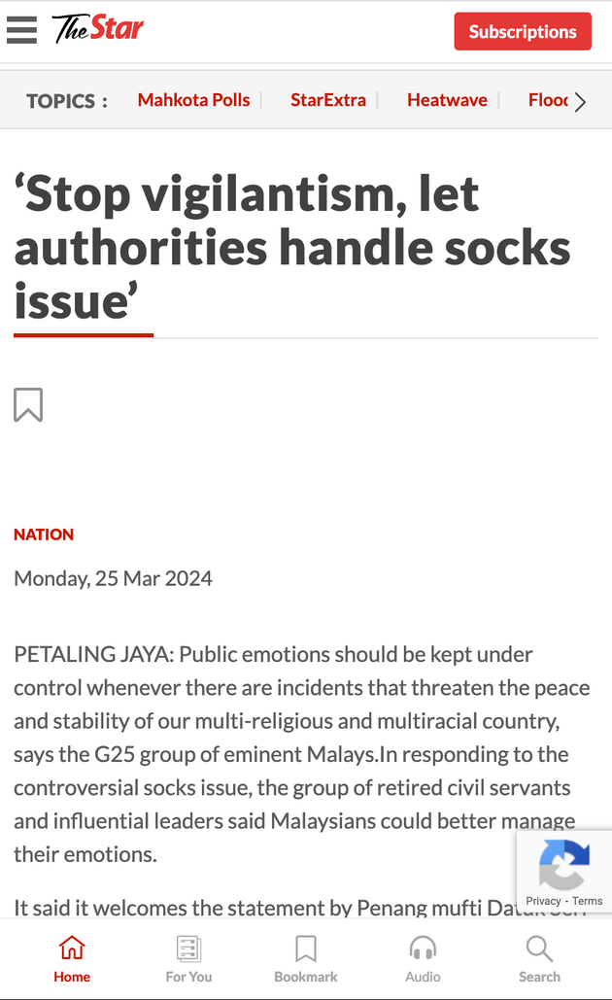 The Star
Subscriptions
TOPICS :
Mahkota Polls
StarExtra
Heatwave
‘Stop vigilantism, let
authorities handle socks
issue’
NATION
Monday, 25 Mar 2024
PETALING JAYA: Public emotions should be kept under
control whenever there are incidents that threaten the peace
and stability of our multi-religious and multiracial country,
says the G25 group of eminent Malays.In responding to the
controversial socks issue, the group of retired civil servants
and influential leaders said Malaysians could better manage
their emotions.
It said it welcomes the statement by Penang mufti
Privacy - Terms
Home
For You
Bookmark
Audio
Search